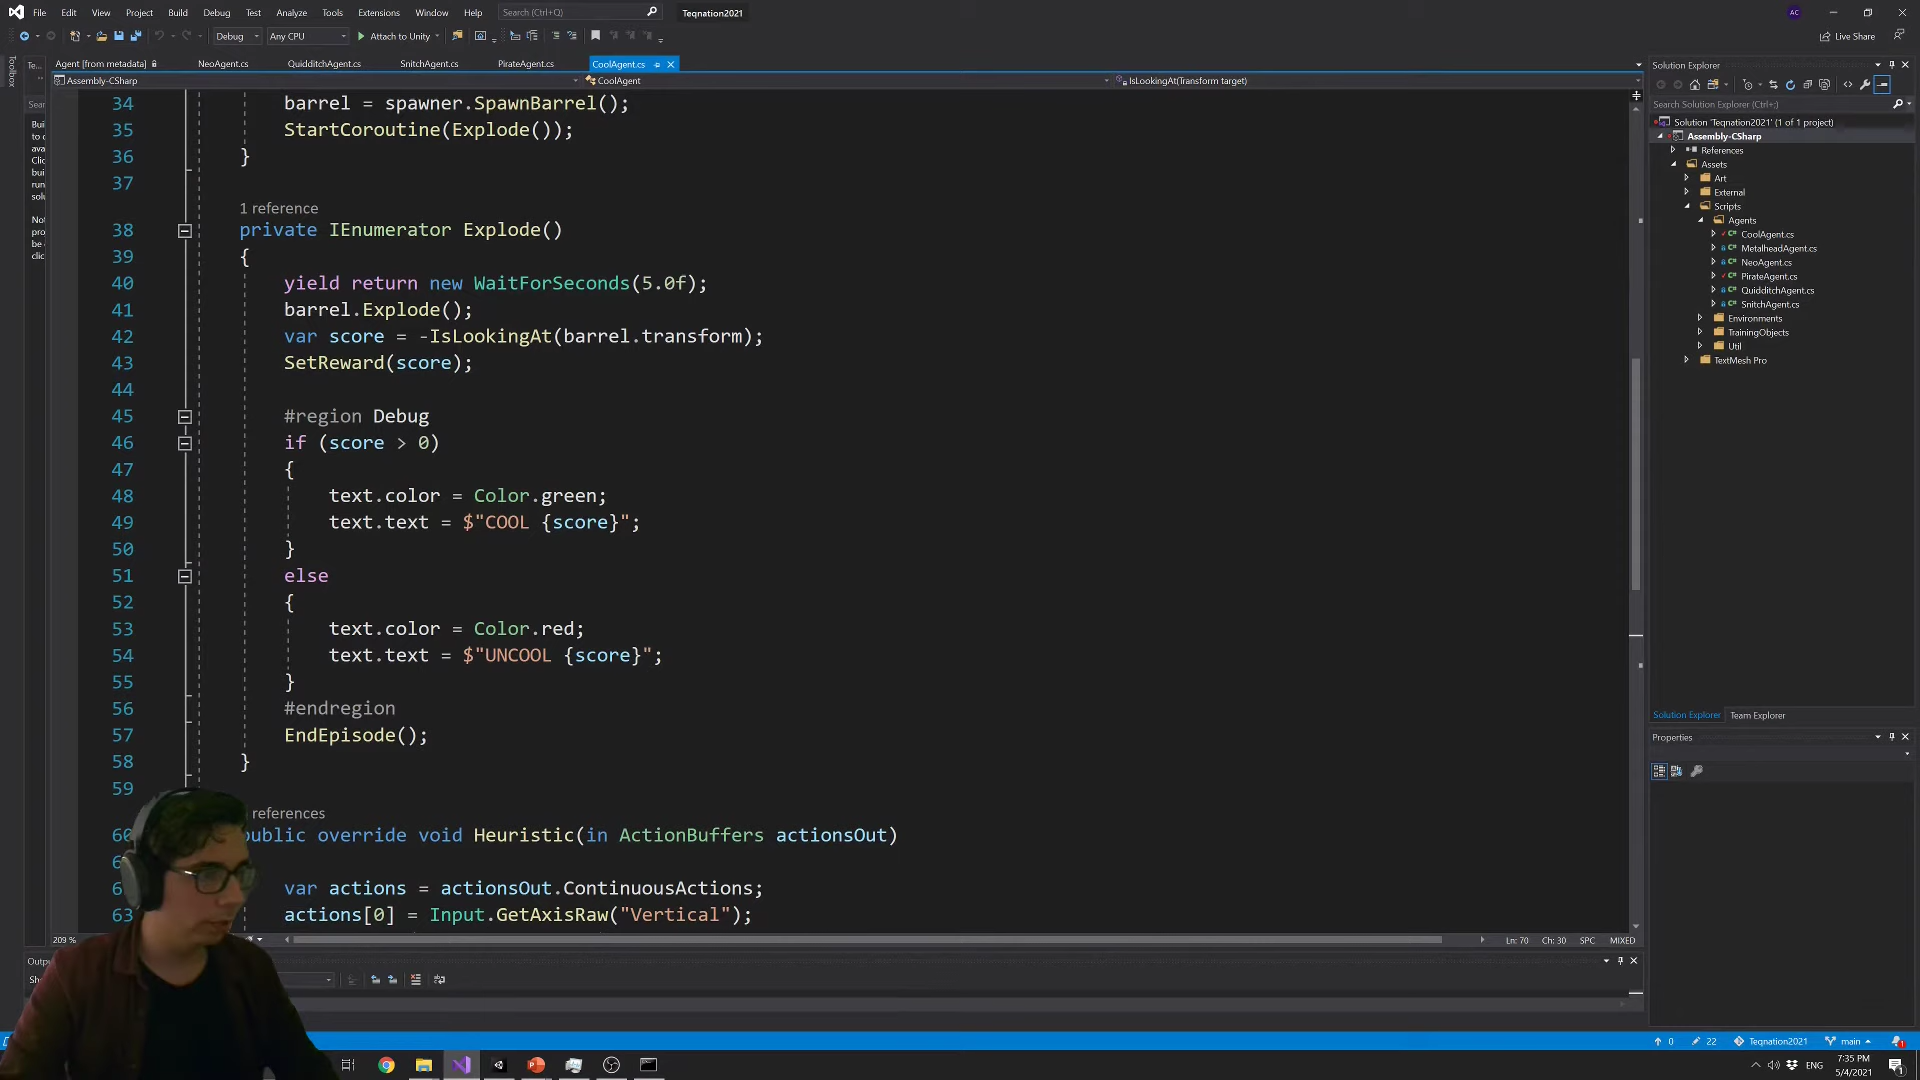 File Edit View Project Build Debug Test Analyze Tools Extensions Window Help Search (Ctrl+Q) Teqnation2021 AC
Debug Any CPU Attach to Unity Live Share
Toolbox
Te...
Agent [from metadata] NeoAgent.cs QuidditchAgent.cs SnitchAgent.cs PirateAgent.cs CoolAgent.cs
Assembly-CSharp CoolAgent IsLookingAt(Transform target)
34 barrel = spawner.SpawnBarrel();
35 StartCoroutine(Explode());
36 }
37
1 reference
38 private IEnumerator Explode()
39 {
40 yield return new WaitForSeconds(5.0f);
41 barrel.Explode();
42 var score = -IsLookingAt(barrel.transform);
43 SetReward(score);
44
45 #region Debug
46 if (score > 0)
47 {
48 text.color = Color.green;
49 text.text = $"COOL {score}";
50 }
51 else
52 {
53 text.color = Color.red;
54 text.text = $"UNCOOL {score}";
55 }
56 #endregion
57 EndEpisode();
58 }
59
references
60 public override void Heuristic(in ActionBuffers actionsOut)
var actions = actionsOut.ContinuousActions;
63 actions[0] = Input.GetAxisRaw("Vertical");
209 % Ln: 70 Ch: 30 SPC MIXED
Solution Explorer
Search Solution Explorer (Ctrl+;)
Solution 'Teqnation2021' (1 of 1 project)
Assembly-CSharp
References
Assets
Art
External
Scripts
Agents
CoolAgent.cs
MetalheadAgent.cs
NeoAgent.cs
PirateAgent.cs
QuidditchAgent.cs
SnitchAgent.cs
Environments
TrainingObjects
Util
TextMesh Pro
Solution Explorer Team Explorer
Properties
0 22 Teqnation2021 main
ENG 7:35 PM
5/4/2021